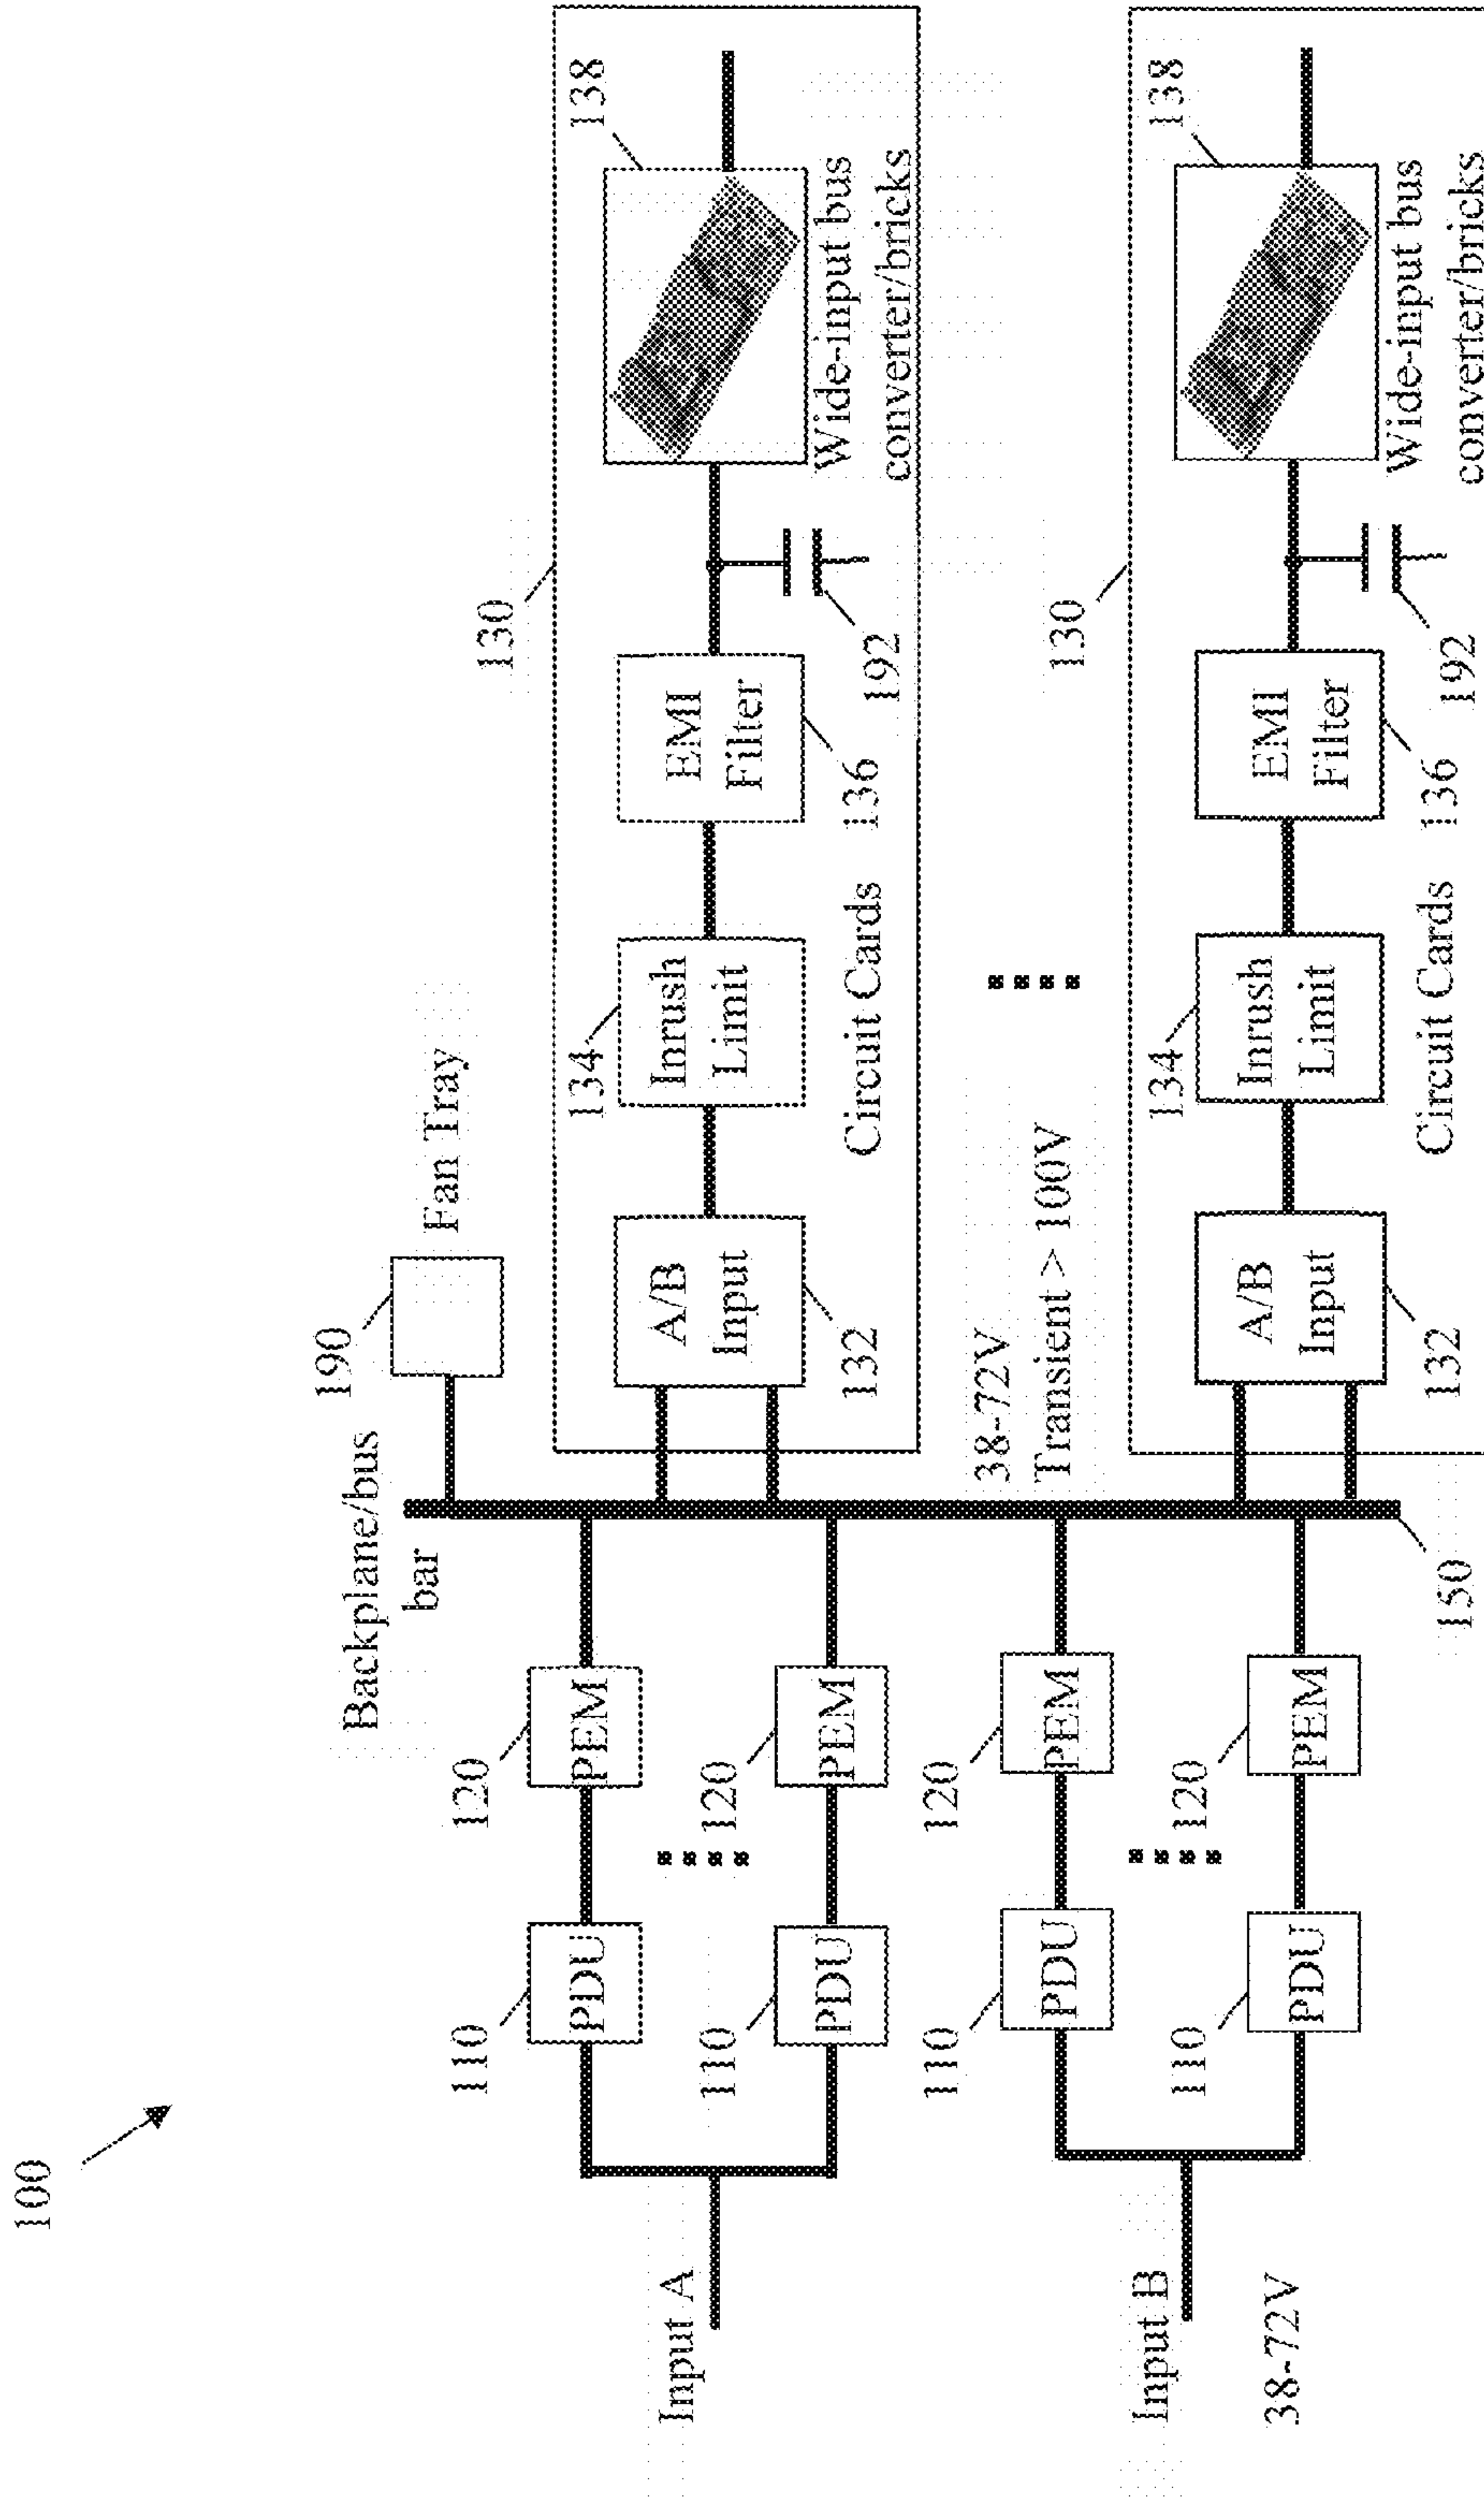 100
190
Backplane/bus
bar
Fan Tray
Input A
110
PDU
120
PEM
110
PDU
120
PEM
Input B
38-72V
110
PDU
120
PEM
110
PDU
120
PEM
150
130
132
A/B
Input
134
Inrush
Limit
136
EMI
Filter
192
138
Wide-input bus
converter/bricks
Circuit Cards
38-72V
Transient > 100V
130
132
A/B
Input
134
Inrush
Limit
136
EMI
Filter
192
138
Wide-input bus
converter/bricks
Circuit Cards